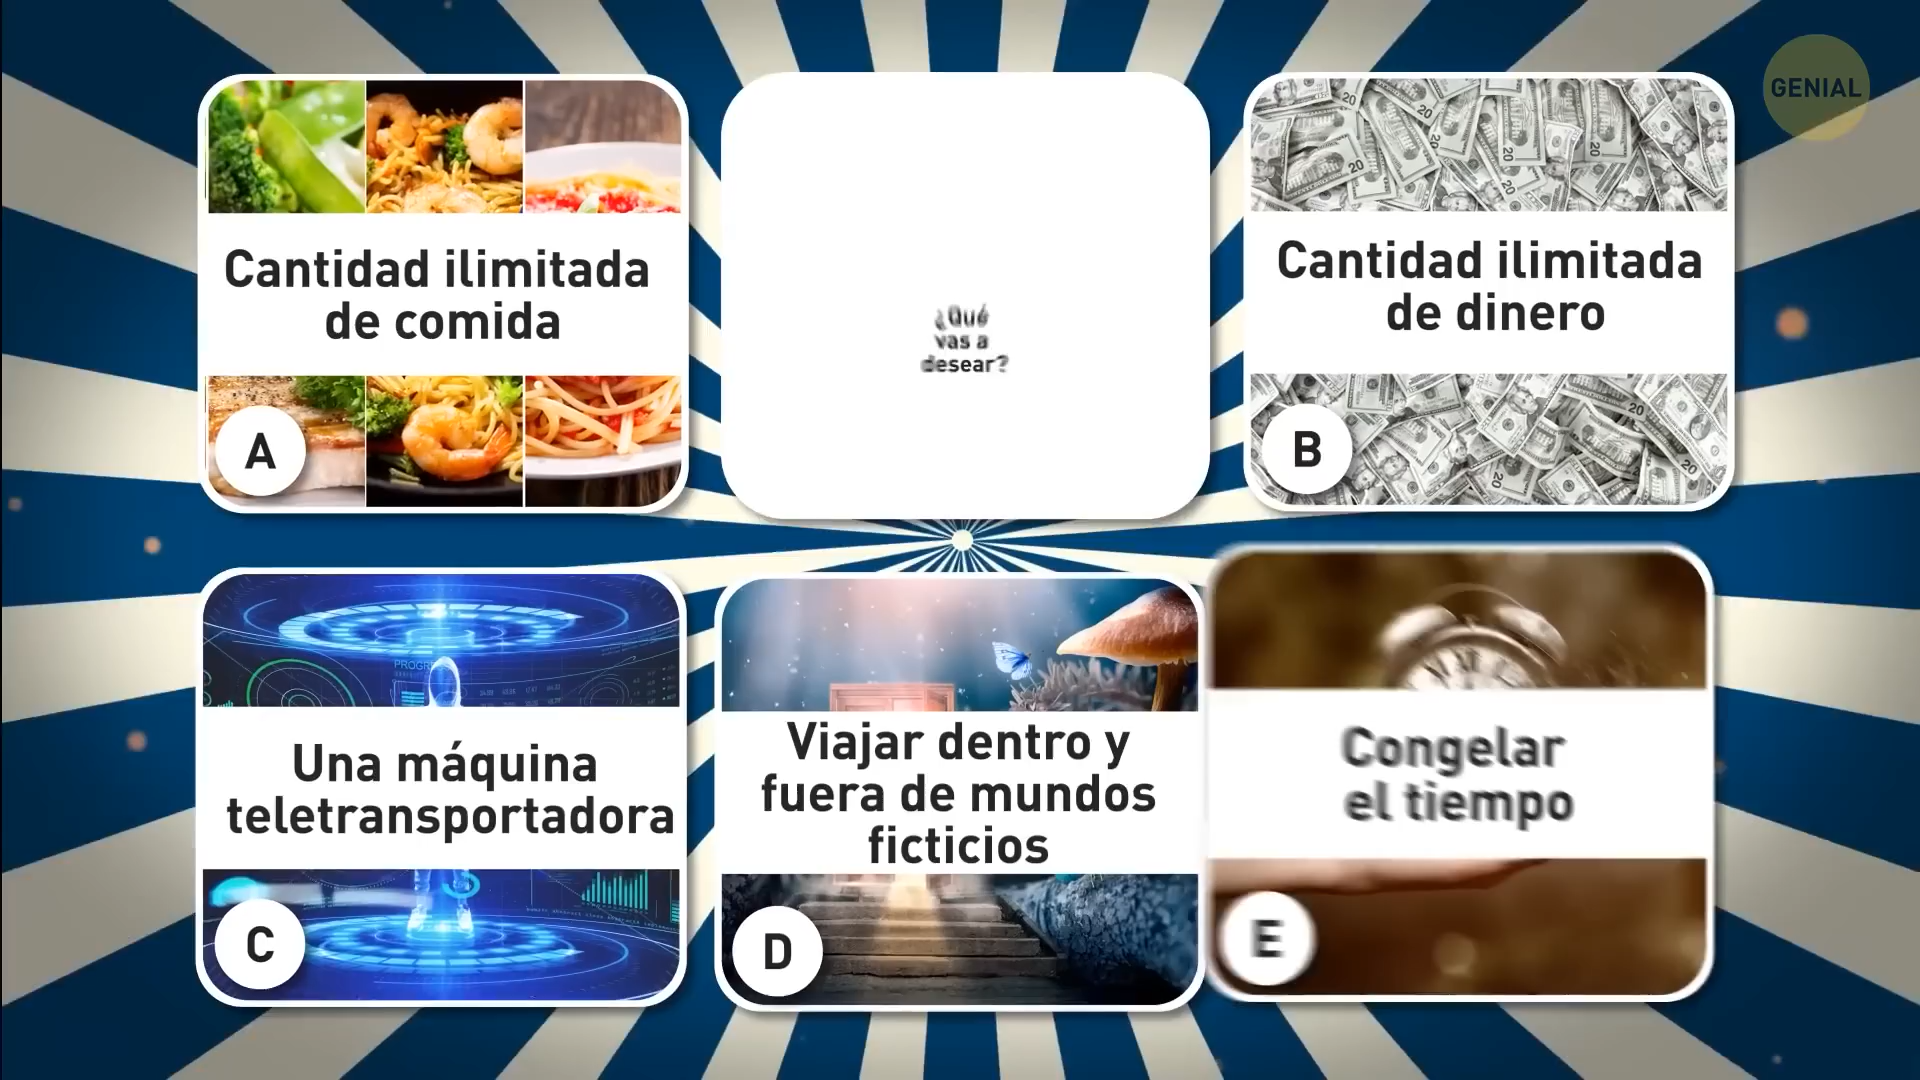 GENIAL
Cantidad ilimitada
de comida
A
¿Qué
vas a
desear?
Cantidad ilimitada
de dinero
B
Una máquina
teletransportadora
C
Viajar dentro y
fuera de mundos
ficticios
D
Congelar
el tiempo
E